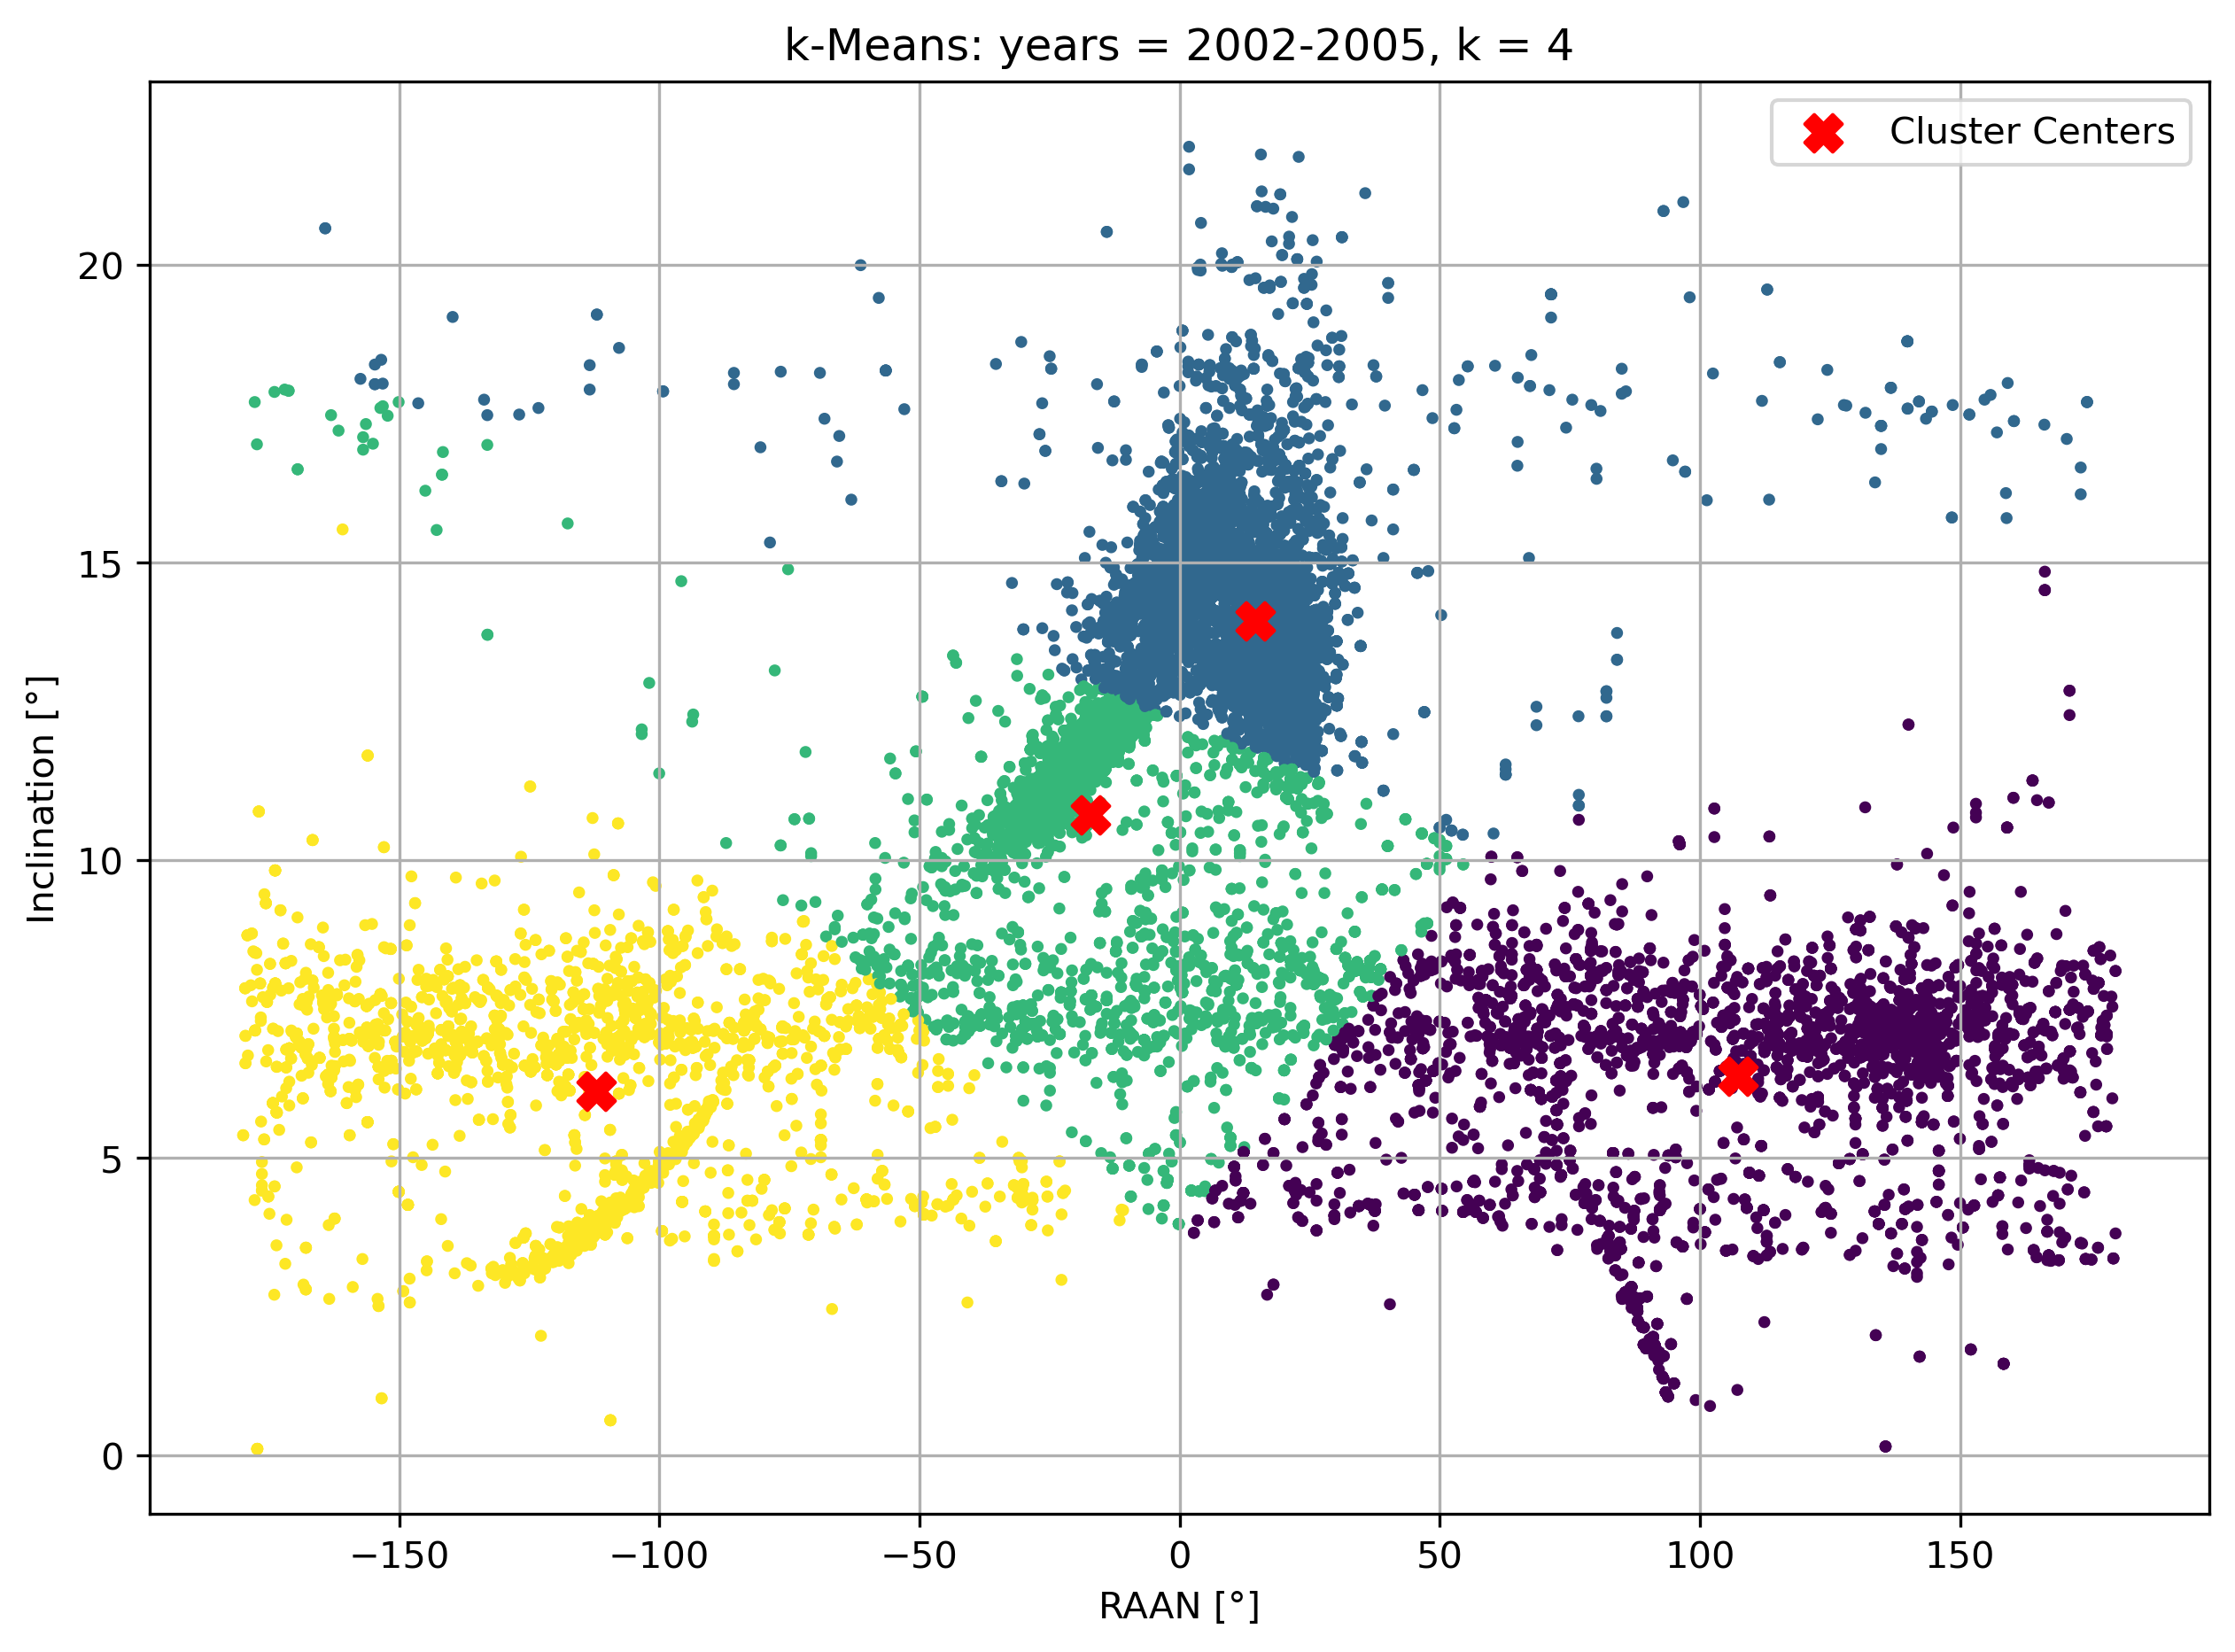 k-Means: years = 2002-2005, k = 4
Cluster Centers
20
15
10
5
0
Inclination [°]
−150 −100 −50 0 50 100 150
RAAN [°]